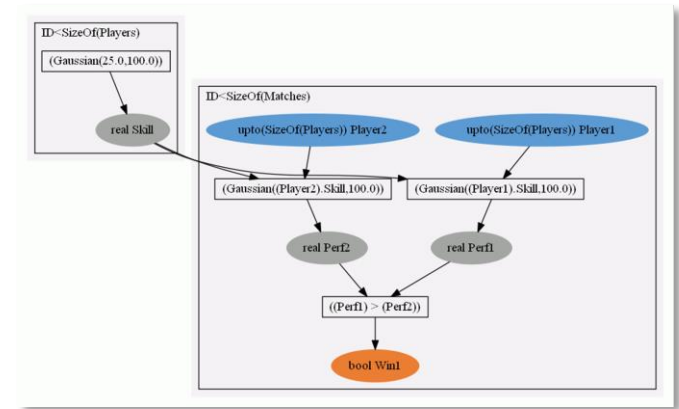 ID<SizeOf(Players)
(Gaussian(25.0,100.0))
real Skill
ID<SizeOf(Matches)
upto(SizeOf(Players)) Player2
upto(SizeOf(Players)) Player1
(Gaussian((Player2).Skill,100.0))
(Gaussian((Player1).Skill,100.0))
real Perf2
real Perf1
((Perf1) > (Perf2))
bool Win1